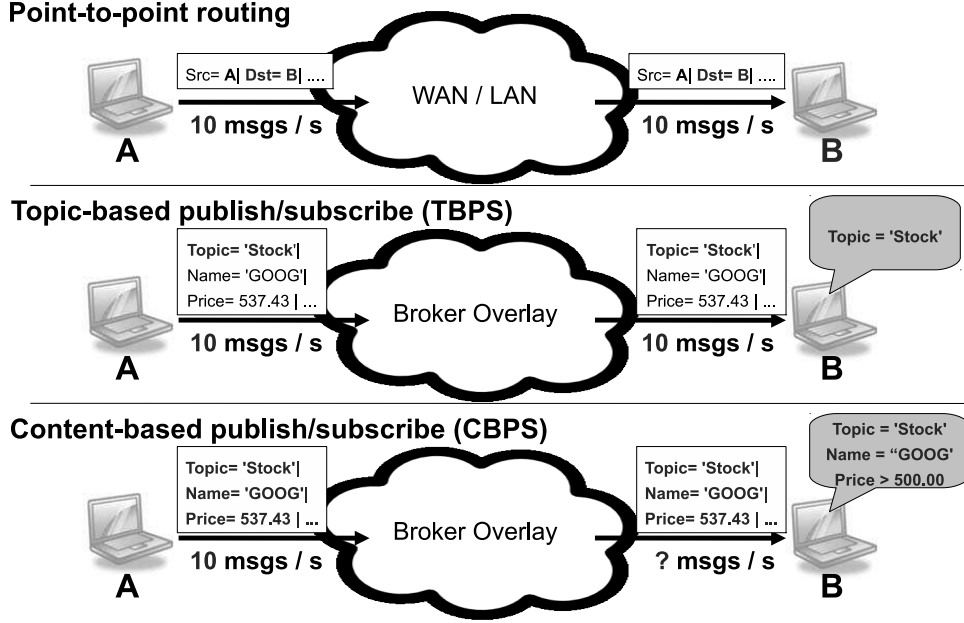 Point-to-point routing
Src= A| Dst= B| ....
WAN / LAN
Src= A| Dst= B| ....
10 msgs / s
10 msgs / s
A
B
Topic-based publish/subscribe (TBPS)
Topic= 'Stock'|
Name= 'GOOG'|
Price= 537.43 | ...
Broker Overlay
Topic= 'Stock'|
Name= 'GOOG'|
Price= 537.43 | ...
Topic = 'Stock'
10 msgs / s
10 msgs / s
A
B
Content-based publish/subscribe (CBPS)
Topic= 'Stock'|
Name= 'GOOG'|
Price= 537.43 | ...
Broker Overlay
Topic= 'Stock'|
Name= 'GOOG'|
Price= 537.43 | ...
Topic = 'Stock'
Name = “GOOG'
Price > 500.00
10 msgs / s
? msgs / s
A
B